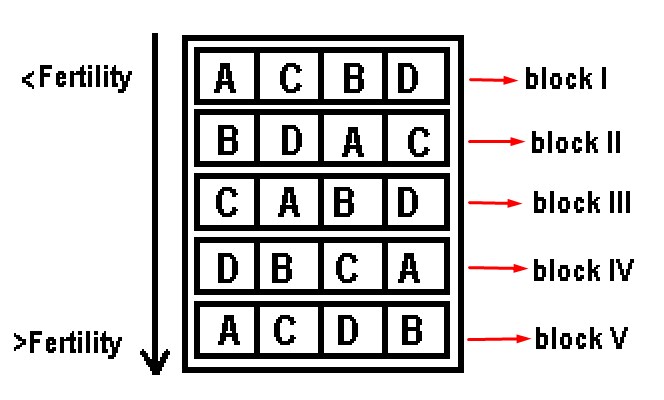 <Fertility A C B D block I
B D A C block II
C A B D block III
D B C A block IV
>Fertility A C D B block V